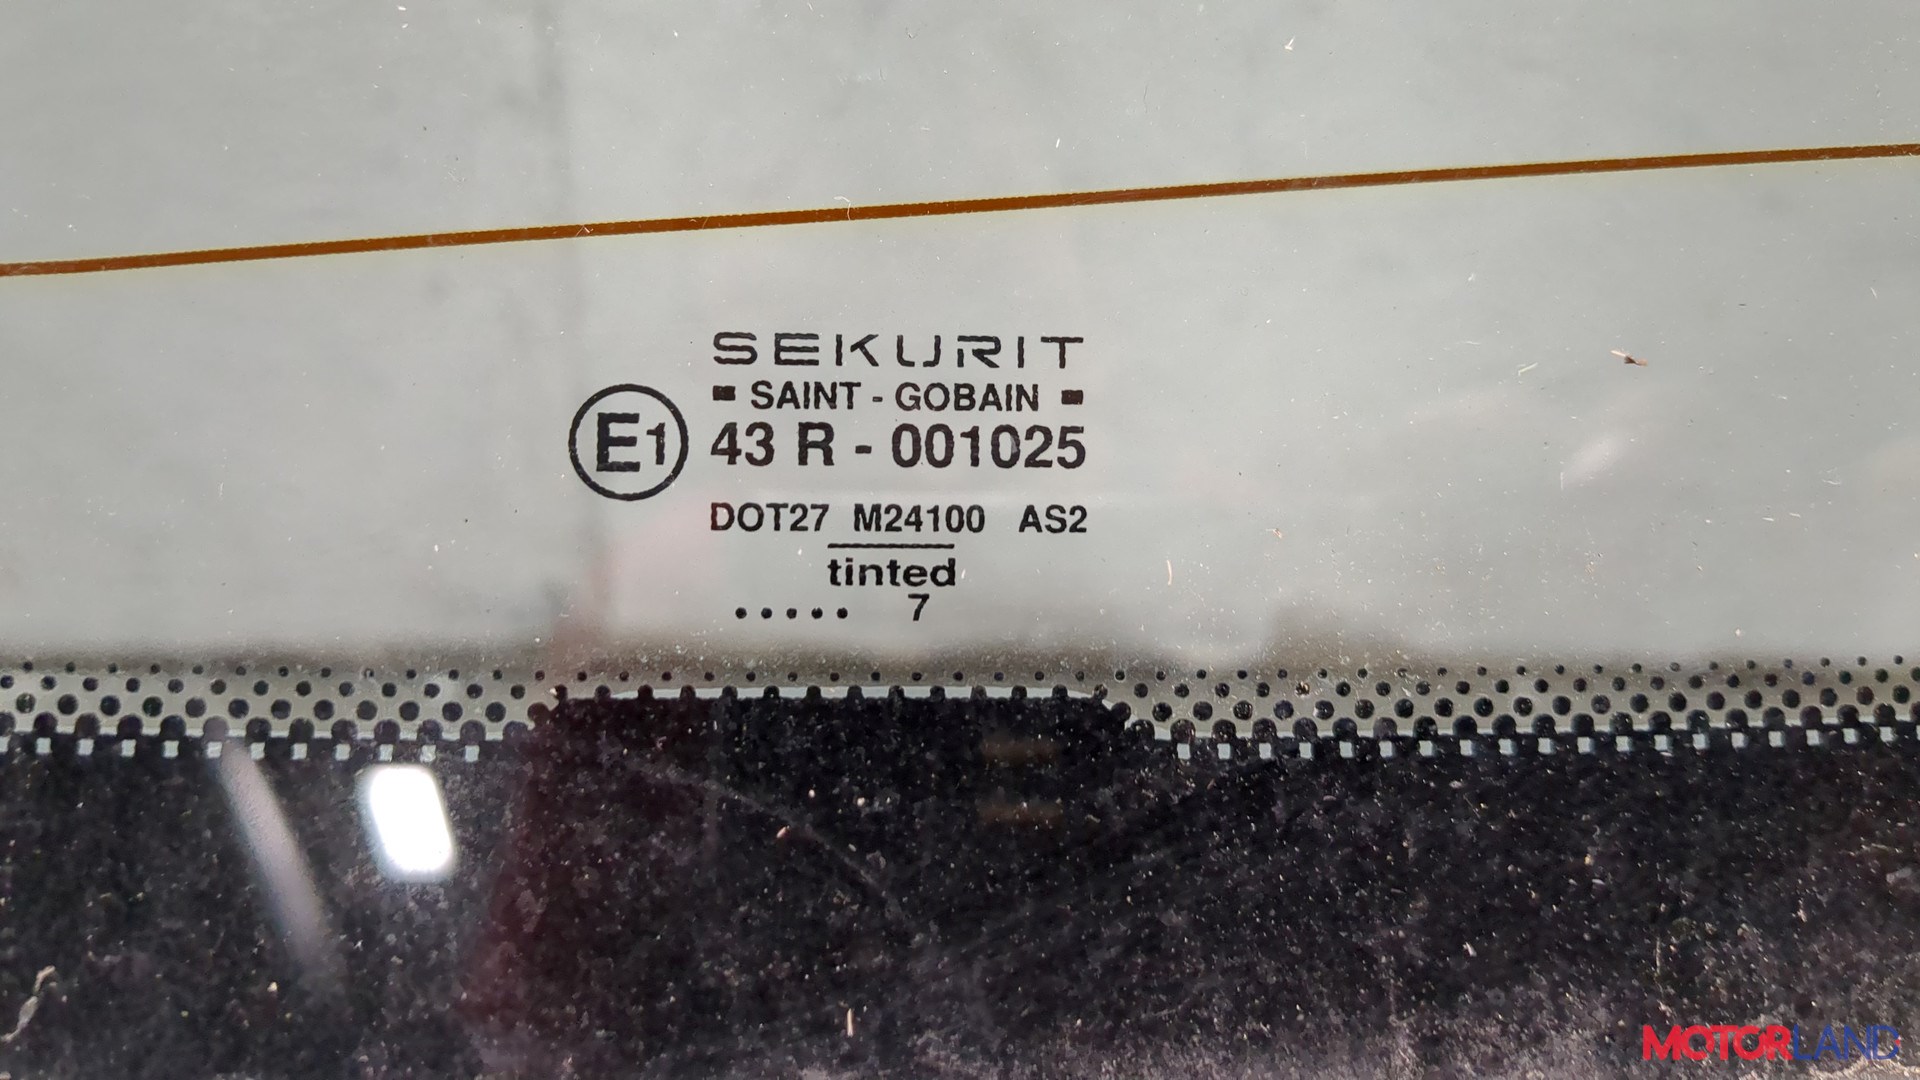 SEKURIT
SAINT - GOBAIN
E1 43 R - 001025
DOT27 M24100 AS2
tinted
..... 7
MOTORLAND